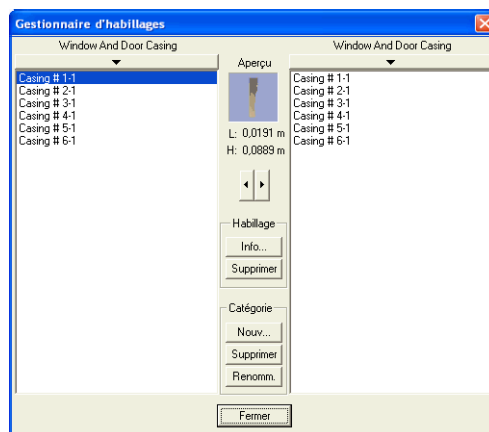 Gestionnaire d'habillages
Window And Door Casing
Casing # 1-1
Casing # 2-1
Casing # 3-1
Casing # 4-1
Casing # 5-1
Casing # 6-1
Aperçu
L: 0,0191 m
H: 0,0889 m
Habillage
Info...
Supprimer
Catégorie
Nouv...
Supprimer
Renomm.
Fermer
Window And Door Casing
Casing # 1-1
Casing # 2-1
Casing # 3-1
Casing # 4-1
Casing # 5-1
Casing # 6-1